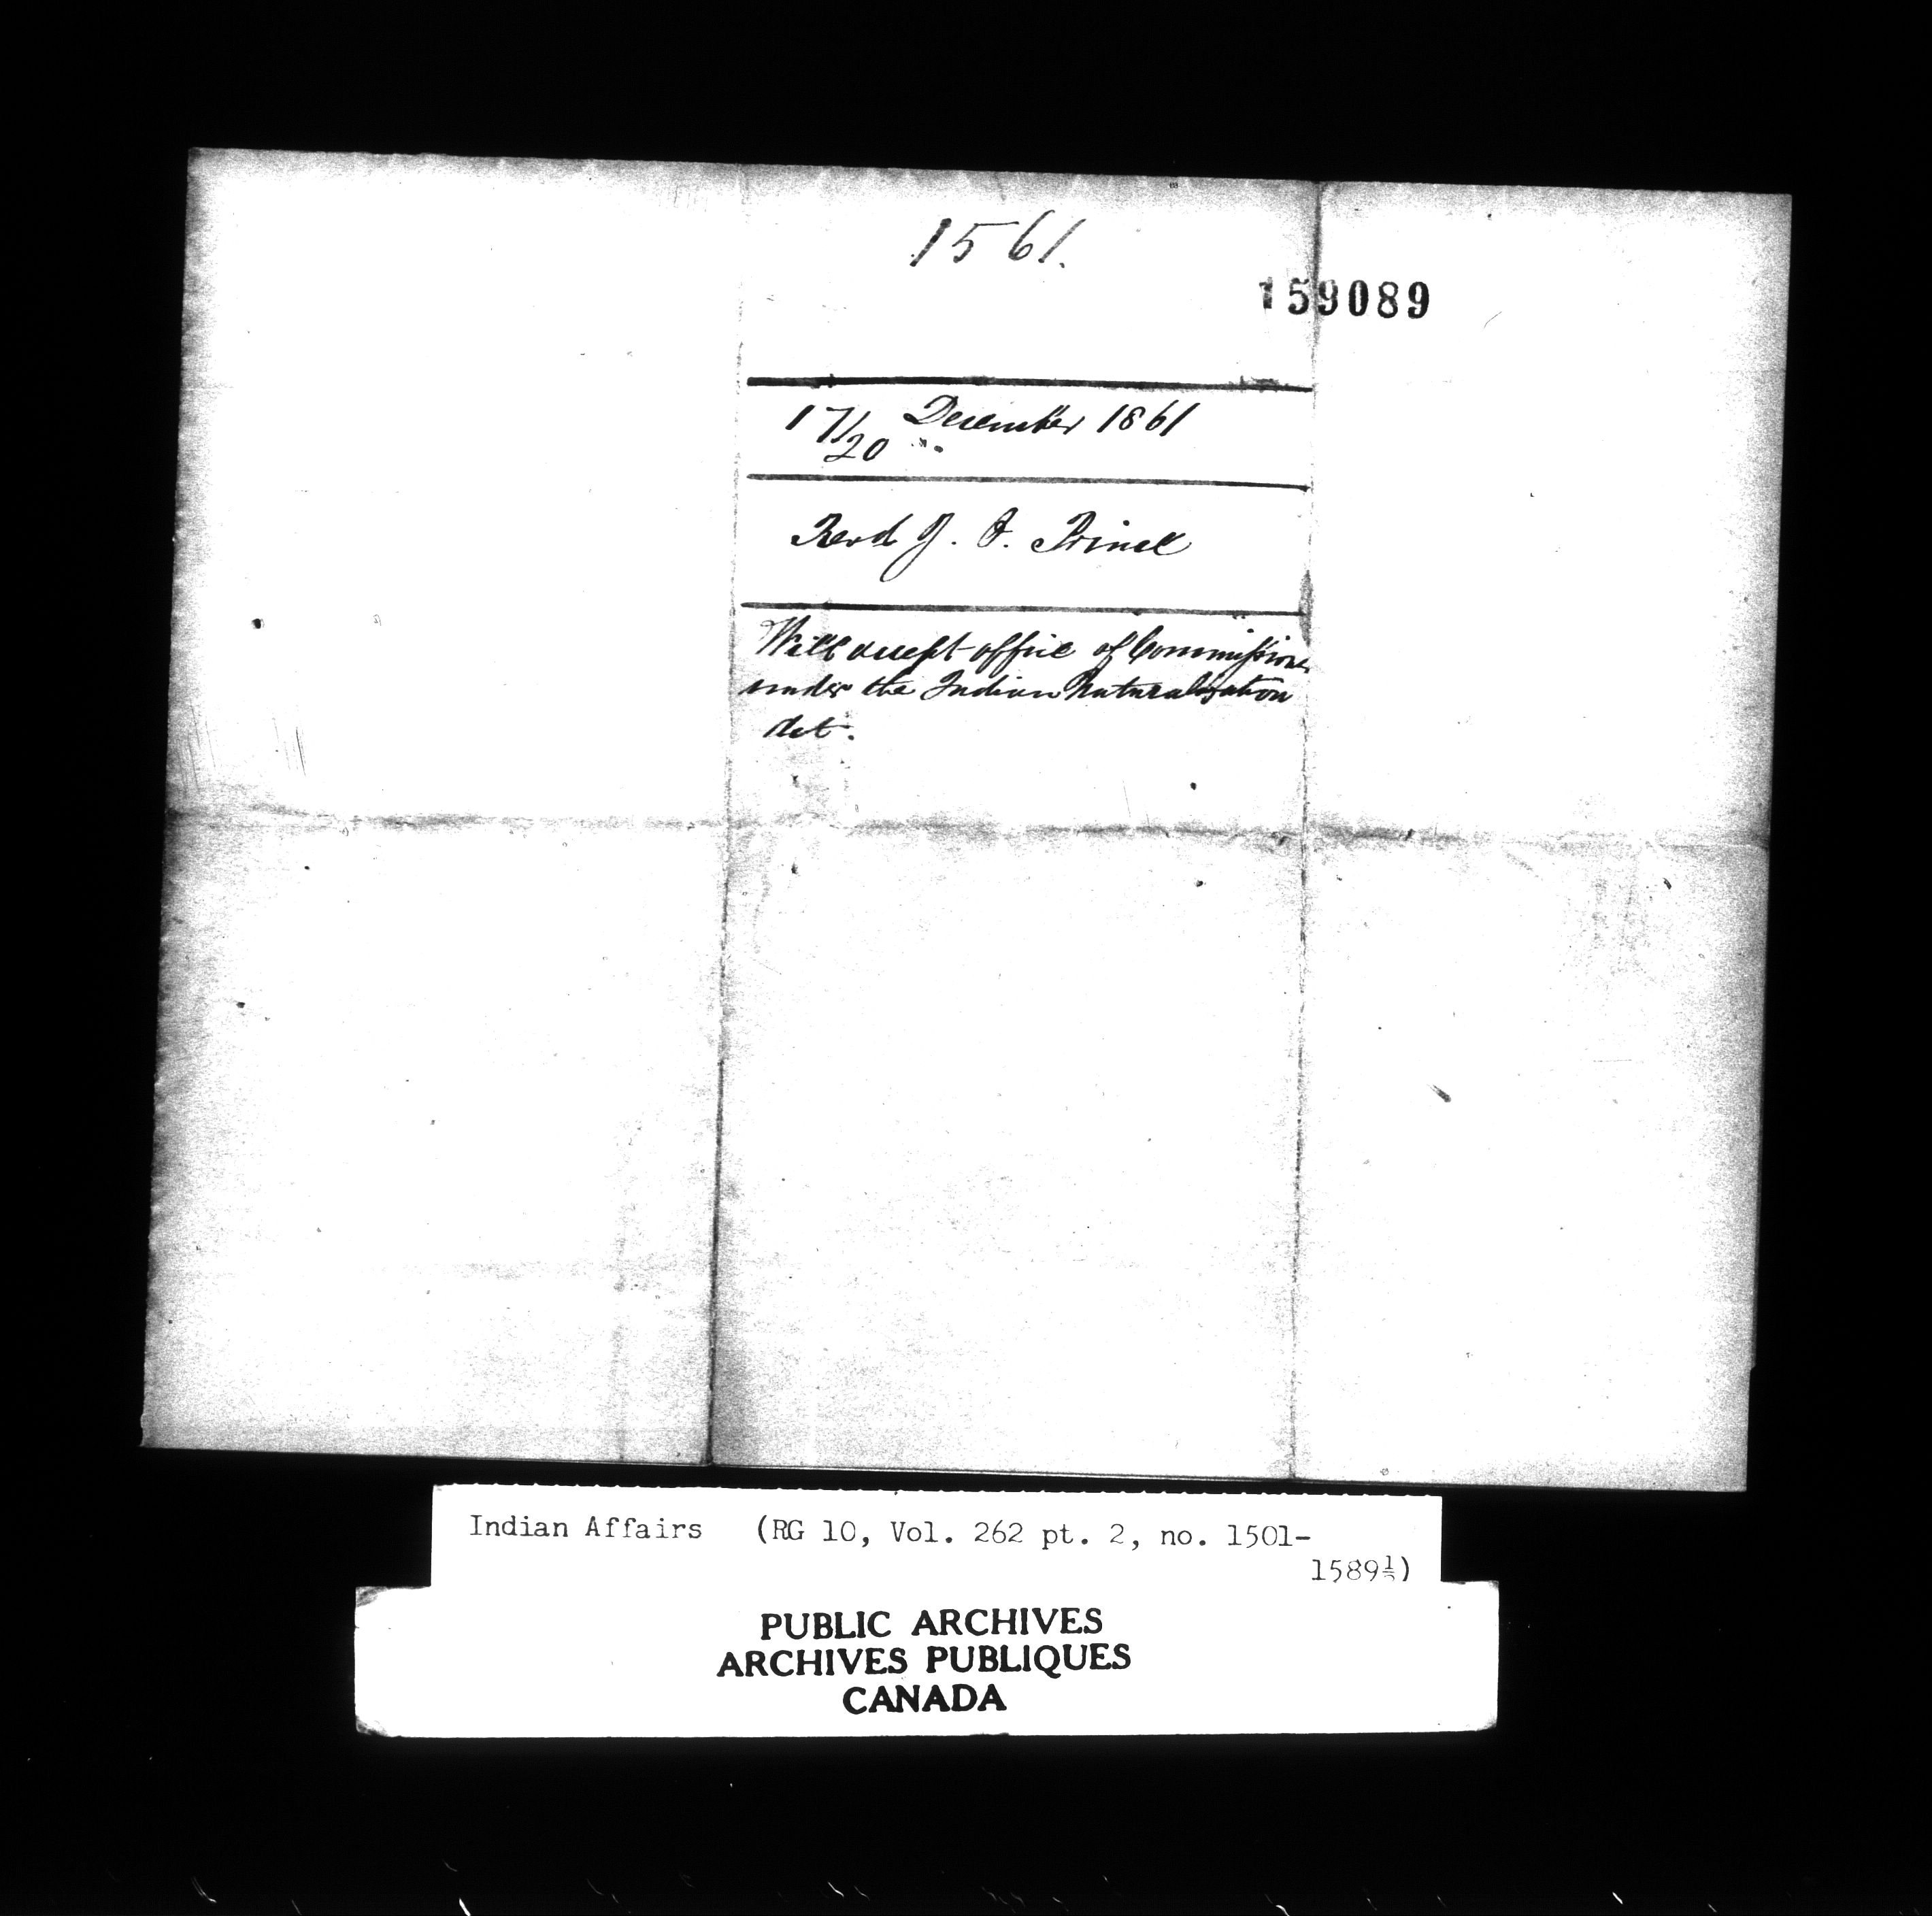 1561.
159089
17/20 December 1861
"
Revd J. O. Prince
Will accept office of Commissioner
under the Indian Naturalization
Act.
Indian Affairs (RG 10, Vol. 262 pt. 2, no. 1501-
1589½)
PUBLIC ARCHIVES
ARCHIVES PUBLIQUES
CANADA